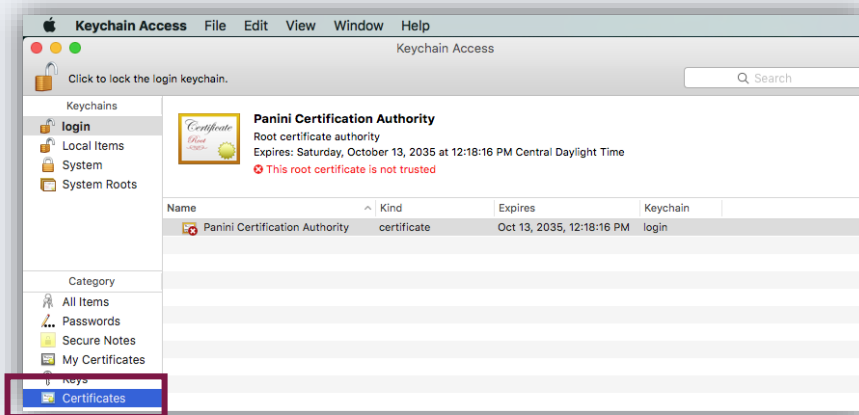 Keychain Access File Edit View Window Help
Keychain Access
Click to lock the login keychain.
Search
Keychains
login
Local Items
System
System Roots
Certificate
Root
Panini Certification Authority
Root certificate authority
Expires: Saturday, October 13, 2035 at 12:18:16 PM Central Daylight Time
This root certificate is not trusted
Name Kind Expires Keychain
Panini Certification Authority certificate Oct 13, 2035, 12:18:16 PM login
Category
All Items
Passwords
Secure Notes
My Certificates
Keys
Certificates